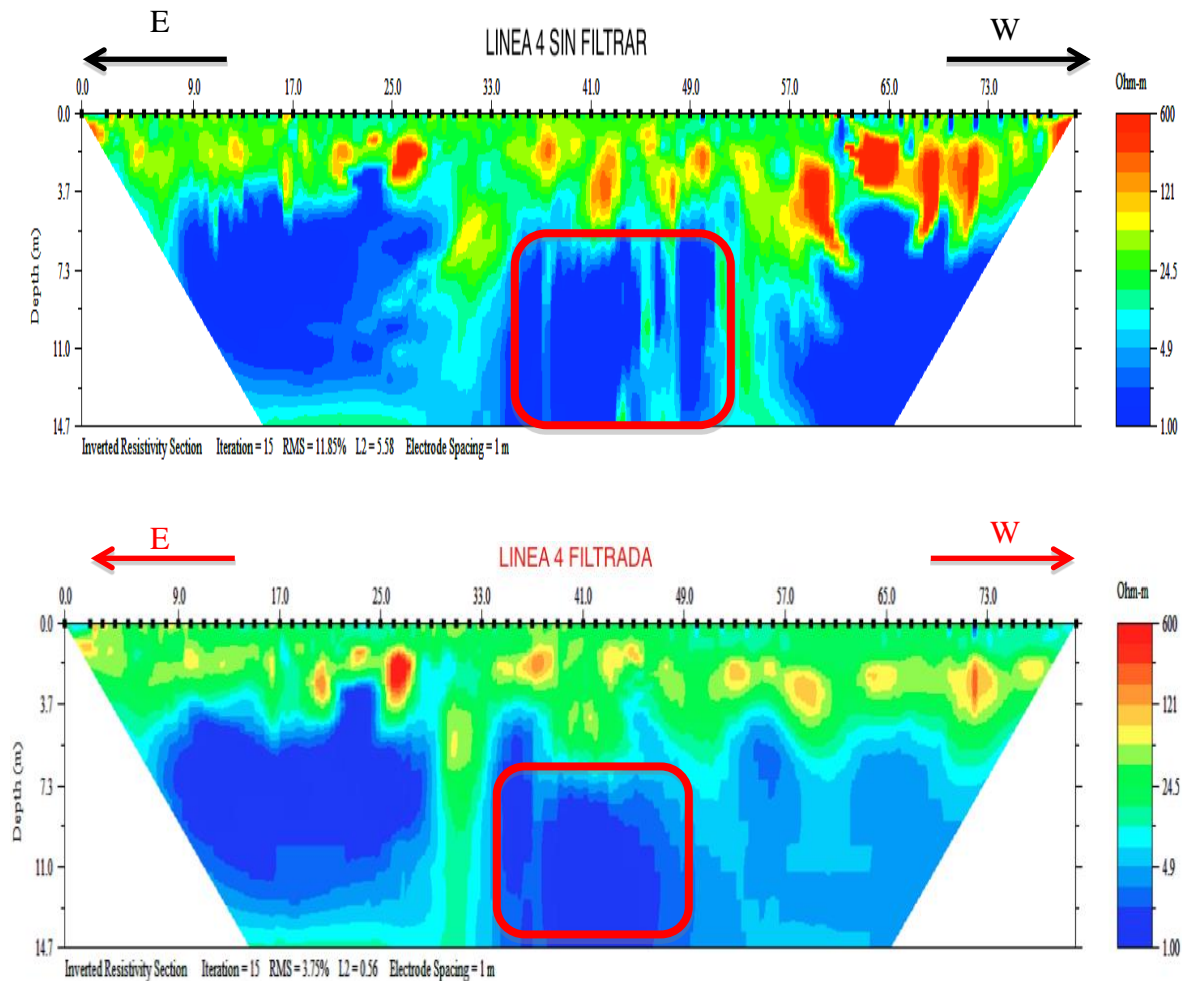 E
LINEA 4 SIN FILTRAR
W
0.0 9.0 17.0 25.0 33.0 41.0 49.0 57.0 65.0 73.0 Ohm-m
0.0
3.7
7.3
11.0
14.7
Depth (m)
600
121
24.5
4.9
1.00
Inverted Resistivity Section Iteration = 15 RMS = 11.85% L2 = 5.58 Electrode Spacing = 1 m
E
LINEA 4 FILTRADA
W
0.0 9.0 17.0 25.0 33.0 41.0 49.0 57.0 65.0 73.0 Ohm-m
0.0
3.7
7.3
11.0
14.7
Depth (m)
600
121
24.5
4.9
1.00
Inverted Resistivity Section Iteration = 15 RMS = 3.75% L2 = 0.56 Electrode Spacing = 1 m